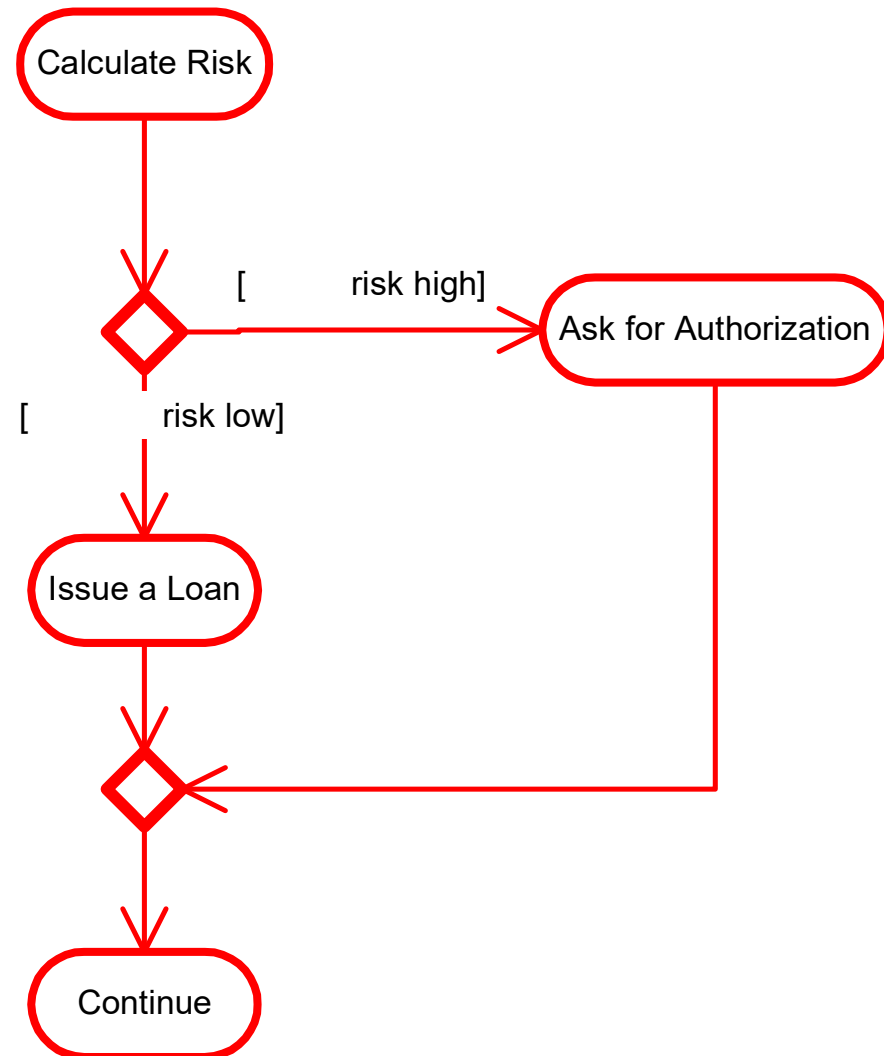 Calculate Risk
[ risk high]
Ask for Authorization
[ risk low]
Issue a Loan
Continue